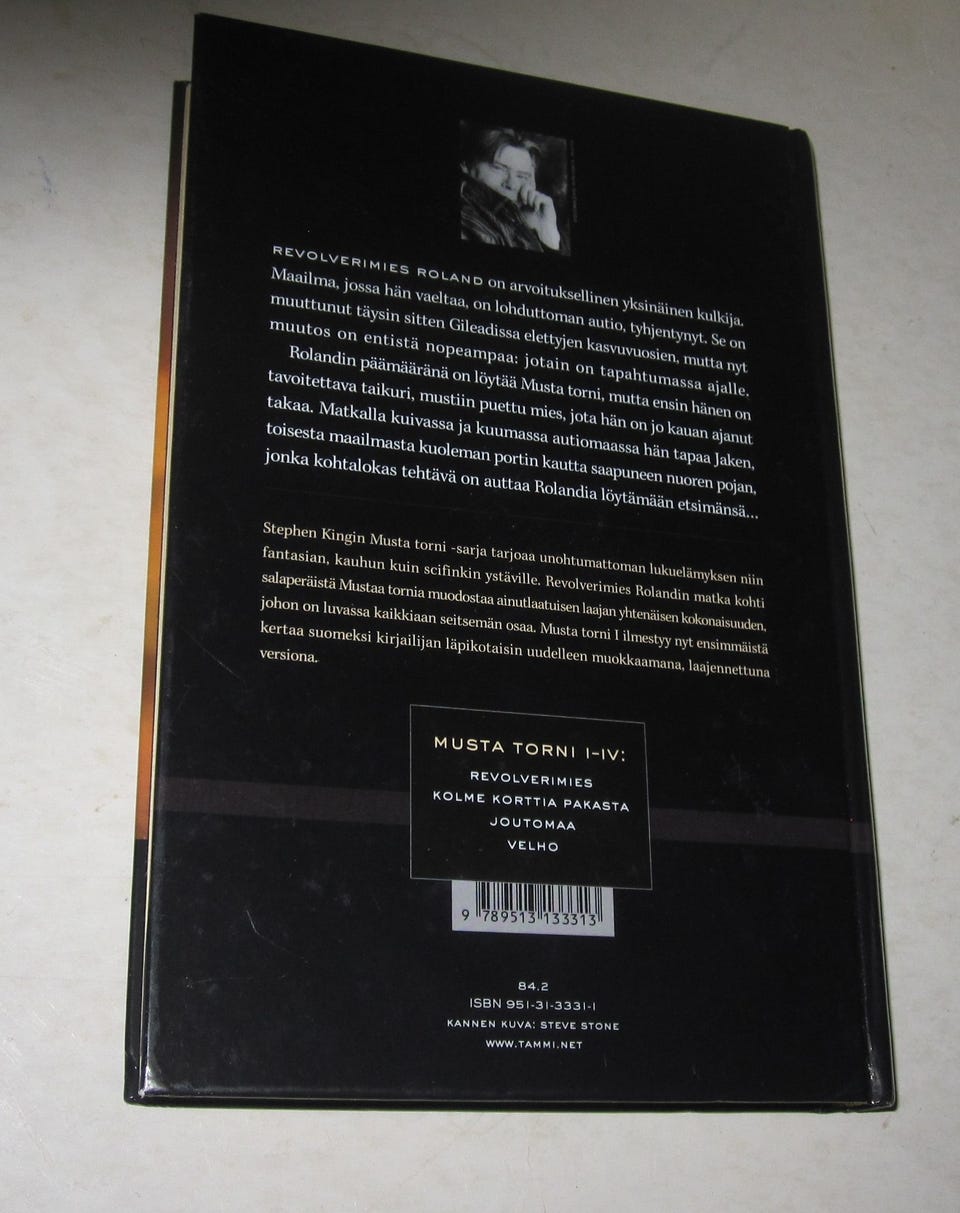 REVOLVERIMIES ROLAND on arvoituksellinen yksinäinen kulkija.
Maailma, jossa hän vaeltaa, on lohduttoman autio, tyhjentynyt. Se on
muuttunut täysin sitten Gileadissa elettyjen kasvuvuosien, mutta nyt
muutos on entistä nopeampaa: jotain on tapahtumassa ajalle.
Rolandin päämääränä on löytää Musta torni, mutta ensin hänen on
tavoitettava taikuri, mustiin puettu mies, jota hän on jo kauan ajanut
takaa. Matkalla kuivassa ja kuumassa autiomaassa hän tapaa Jaken,
toisesta maailmasta kuoleman portin kautta saapuneen nuoren pojan,
jonka kohtalokas tehtävä on auttaa Rolandia löytämään etsimänsä...
Stephen Kingin Musta torni -sarja tarjoaa unohtumattoman lukuelämyksen niin
fantasian, kauhun kuin scifinkin ystäville. Revolverimies Rolandin matka kohti
salaperäistä Mustaa tornia muodostaa ainutlaatuisen laajan yhtenäisen kokonaisuuden,
johon on luvassa kaikkiaan seitsemän osaa. Musta torni I ilmestyy nyt ensimmäistä
kertaa suomeksi kirjailijan läpikotaisin uudelleen muokkaamana, laajennettuna
versiona.
MUSTA TORNI I–IV:
REVOLVERIMIES
KOLME KORTTIA PAKASTA
JOUTOMAA
VELHO
9 789513 133313
84.2
ISBN 951-31-3331-1
KANNEN KUVA: STEVE STONE
WWW.TAMMI.NET